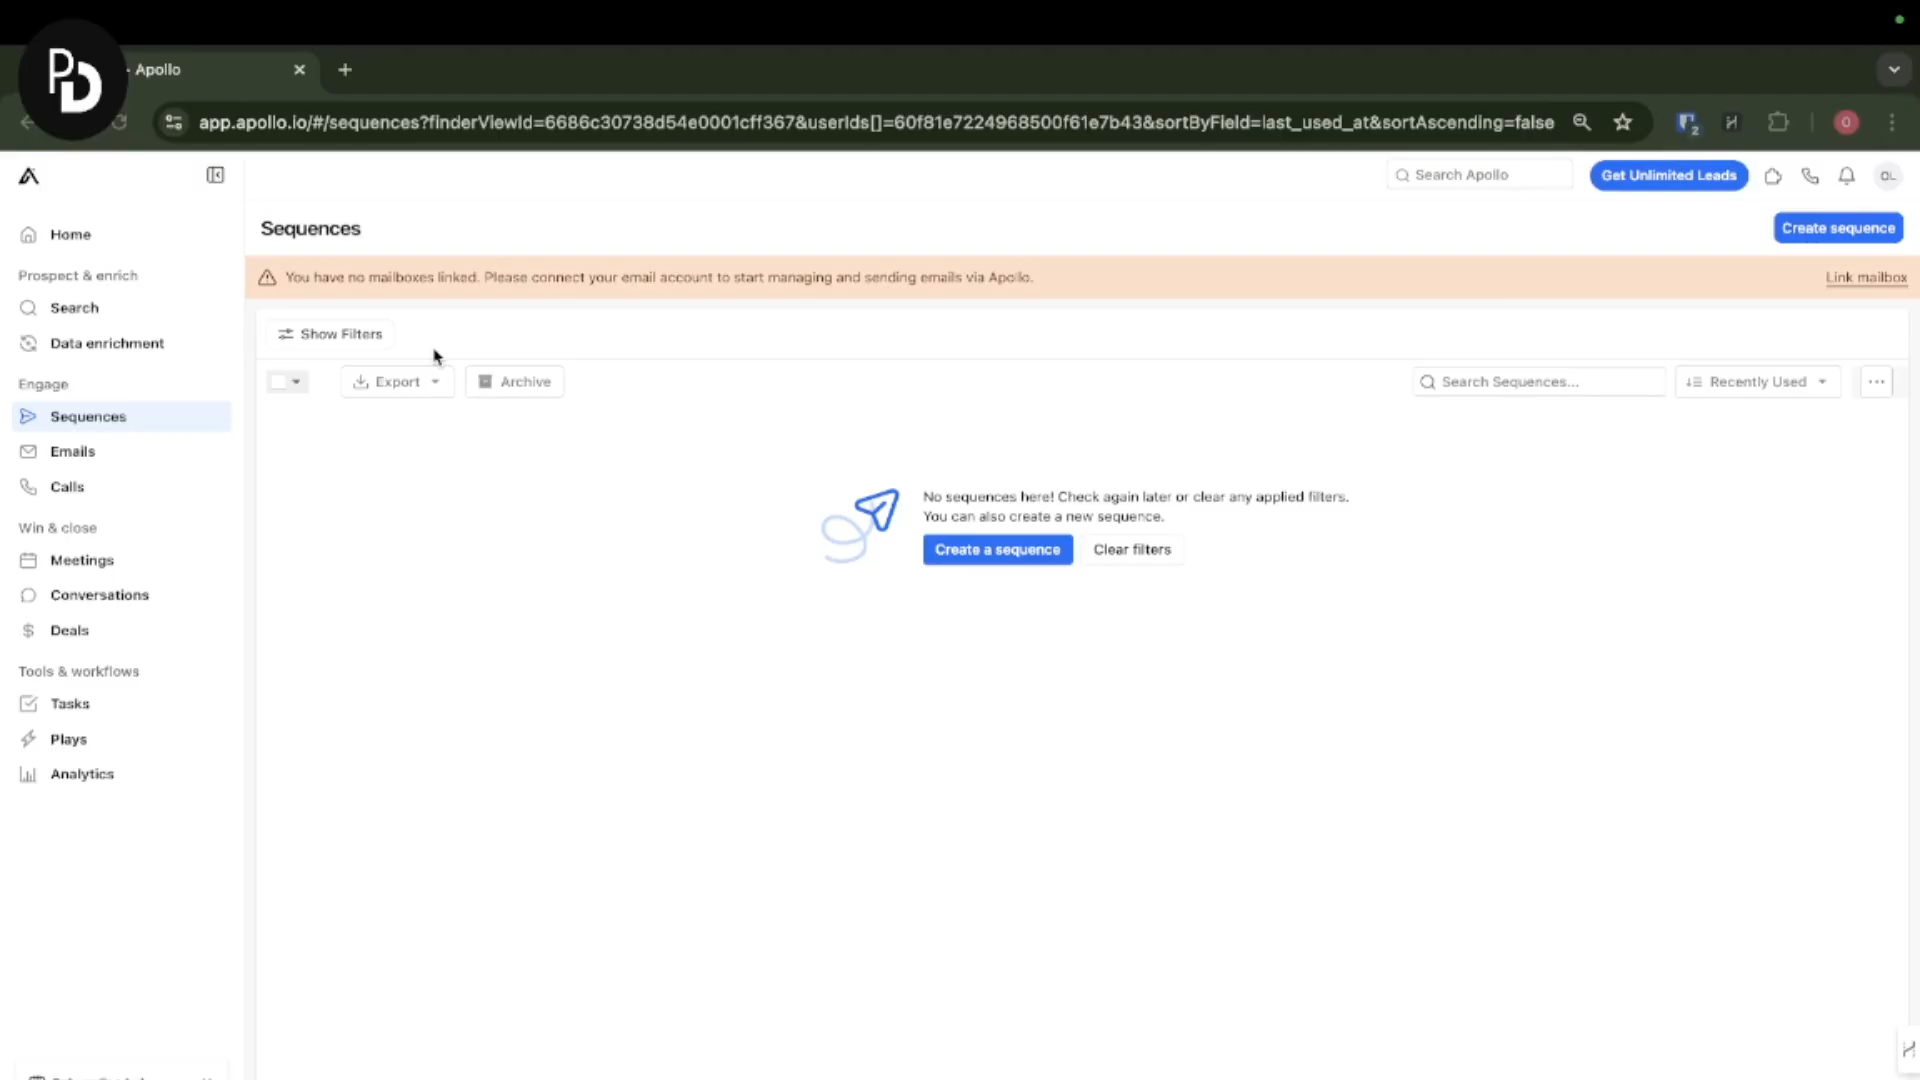 PD
- Apollo
app.apollo.io/#/sequences?finderViewId=6686c30738d54e0001cff367&userIds[]=60f81e7224968500f61e7b43&sortByField=last_used_at&sortAscending=false
2
O
Search Apollo
Get Unlimited Leads
OL
Home
Prospect & enrich
Search
Data enrichment
Engage
Sequences
Emails
Calls
Win & close
Meetings
Conversations
Deals
Tools & workflows
Tasks
Plays
Analytics
Sequences
Create sequence
You have no mailboxes linked. Please connect your email account to start managing and sending emails via Apollo.
Link mailbox
Show Filters
Export
Archive
Search Sequences...
Recently Used
No sequences here! Check again later or clear any applied filters.
You can also create a new sequence.
Create a sequence
Clear filters